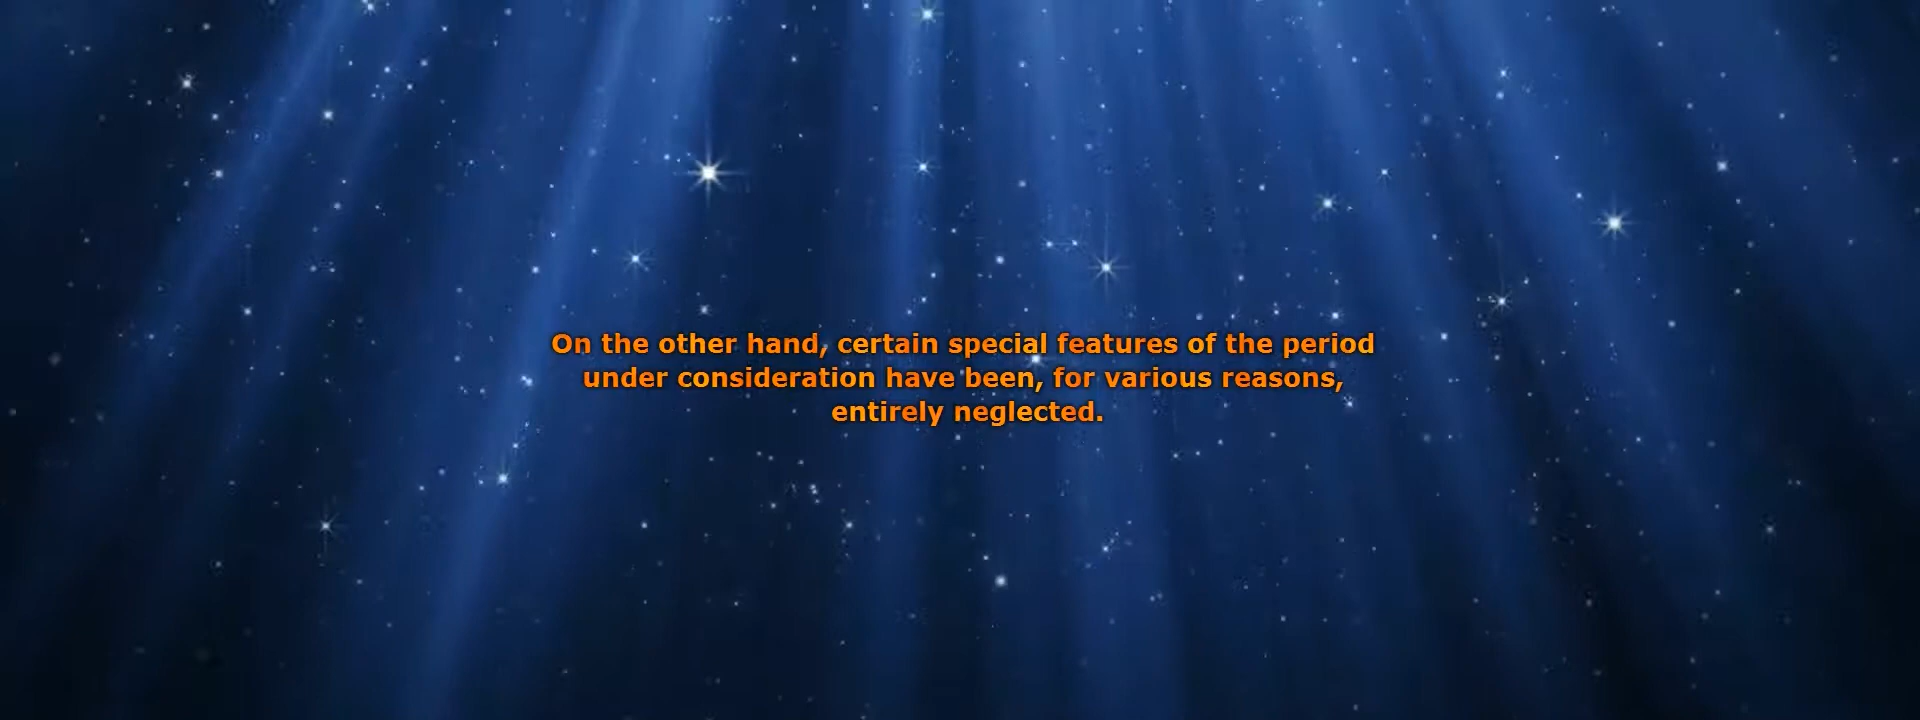 On the other hand, certain special features of the period
under consideration have been, for various reasons,
entirely neglected.